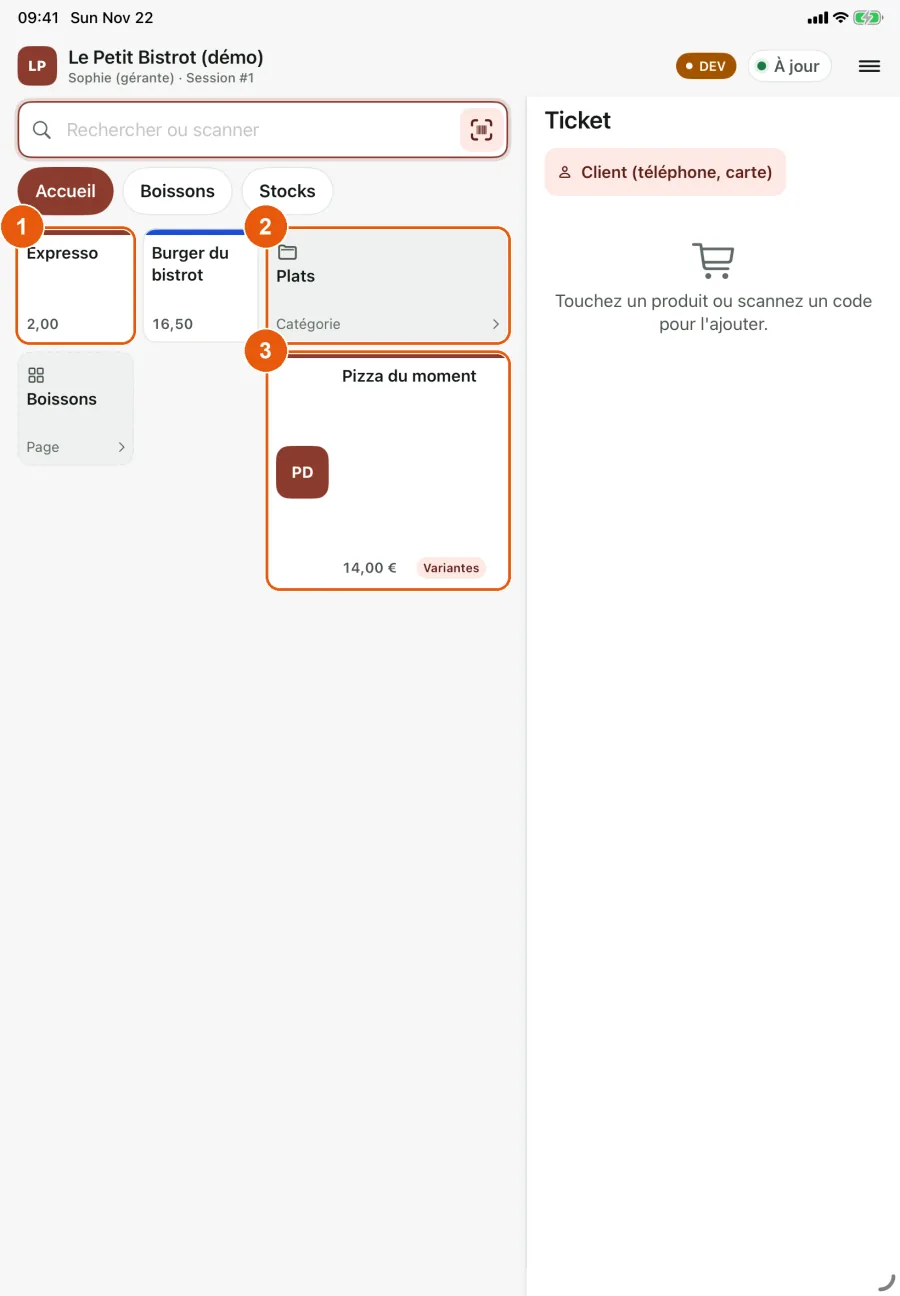 09:41 Sun Nov 22
LP
Le Petit Bistrot (démo)
Sophie (gérante) · Session #1
DEV
À jour
Rechercher ou scanner
Accueil
Boissons
Stocks
1
Expresso
2,00
Burger du
bistrot
16,50
2
Plats
Catégorie
3
Pizza du moment
PD
14,00 €
Variantes
Boissons
Page
Ticket
Client (téléphone, carte)
Touchez un produit ou scannez un code
pour l'ajouter.